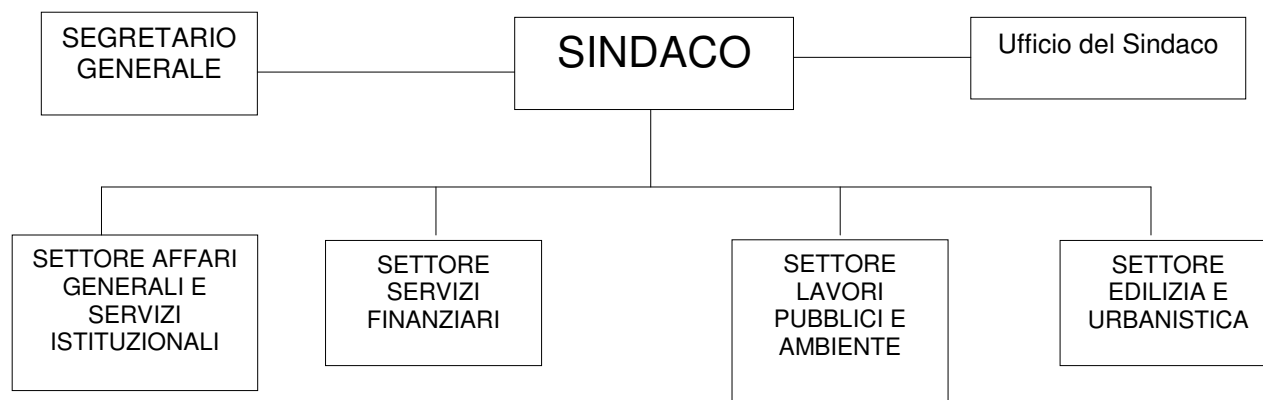 SEGRETARIO
GENERALE
SINDACO
Ufficio del Sindaco
SETTORE AFFARI
GENERALI E
SERVIZI
ISTITUZIONALI
SETTORE
SERVIZI
FINANZIARI
SETTORE
LAVORI
PUBBLICI E
AMBIENTE
SETTORE
EDILIZIA E
URBANISTICA